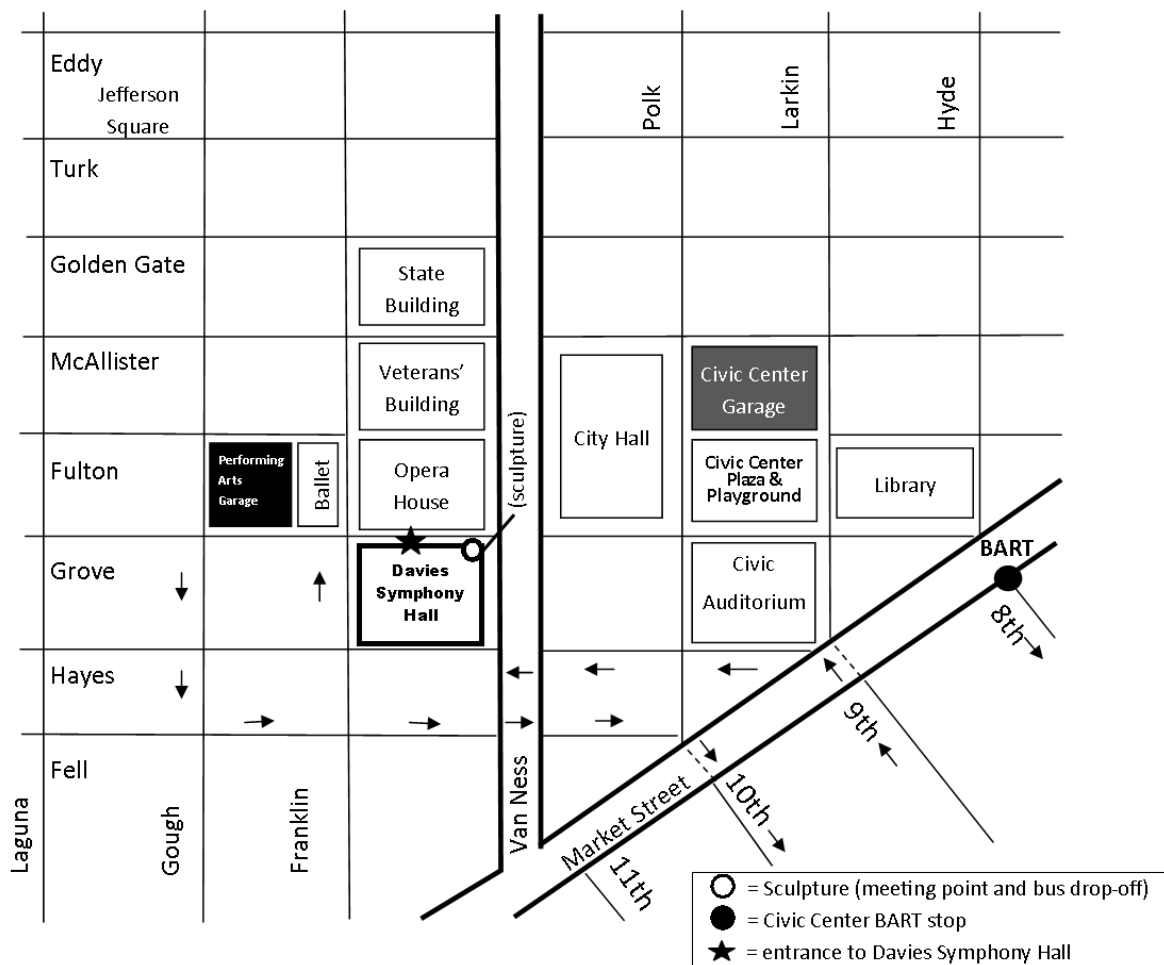 Eddy
Jefferson
Square
Polk
Larkin
Hyde
Turk
Golden Gate
State
Building
McAllister
Veterans'
Building
(sculpture)
City Hall
Civic Center
Garage
Fulton
Performing
Arts
Garage
Ballet
Opera
House
Civic Center
Plaza &
Playground
Library
Grove
Davies
Symphony
Hall
Civic
Auditorium
BART
8th
Hayes
9th
Fell
10th
Market Street
11th
Laguna
Gough
Franklin
Van Ness
= Sculpture (meeting point and bus drop-off)
= Civic Center BART stop
= entrance to Davies Symphony Hall